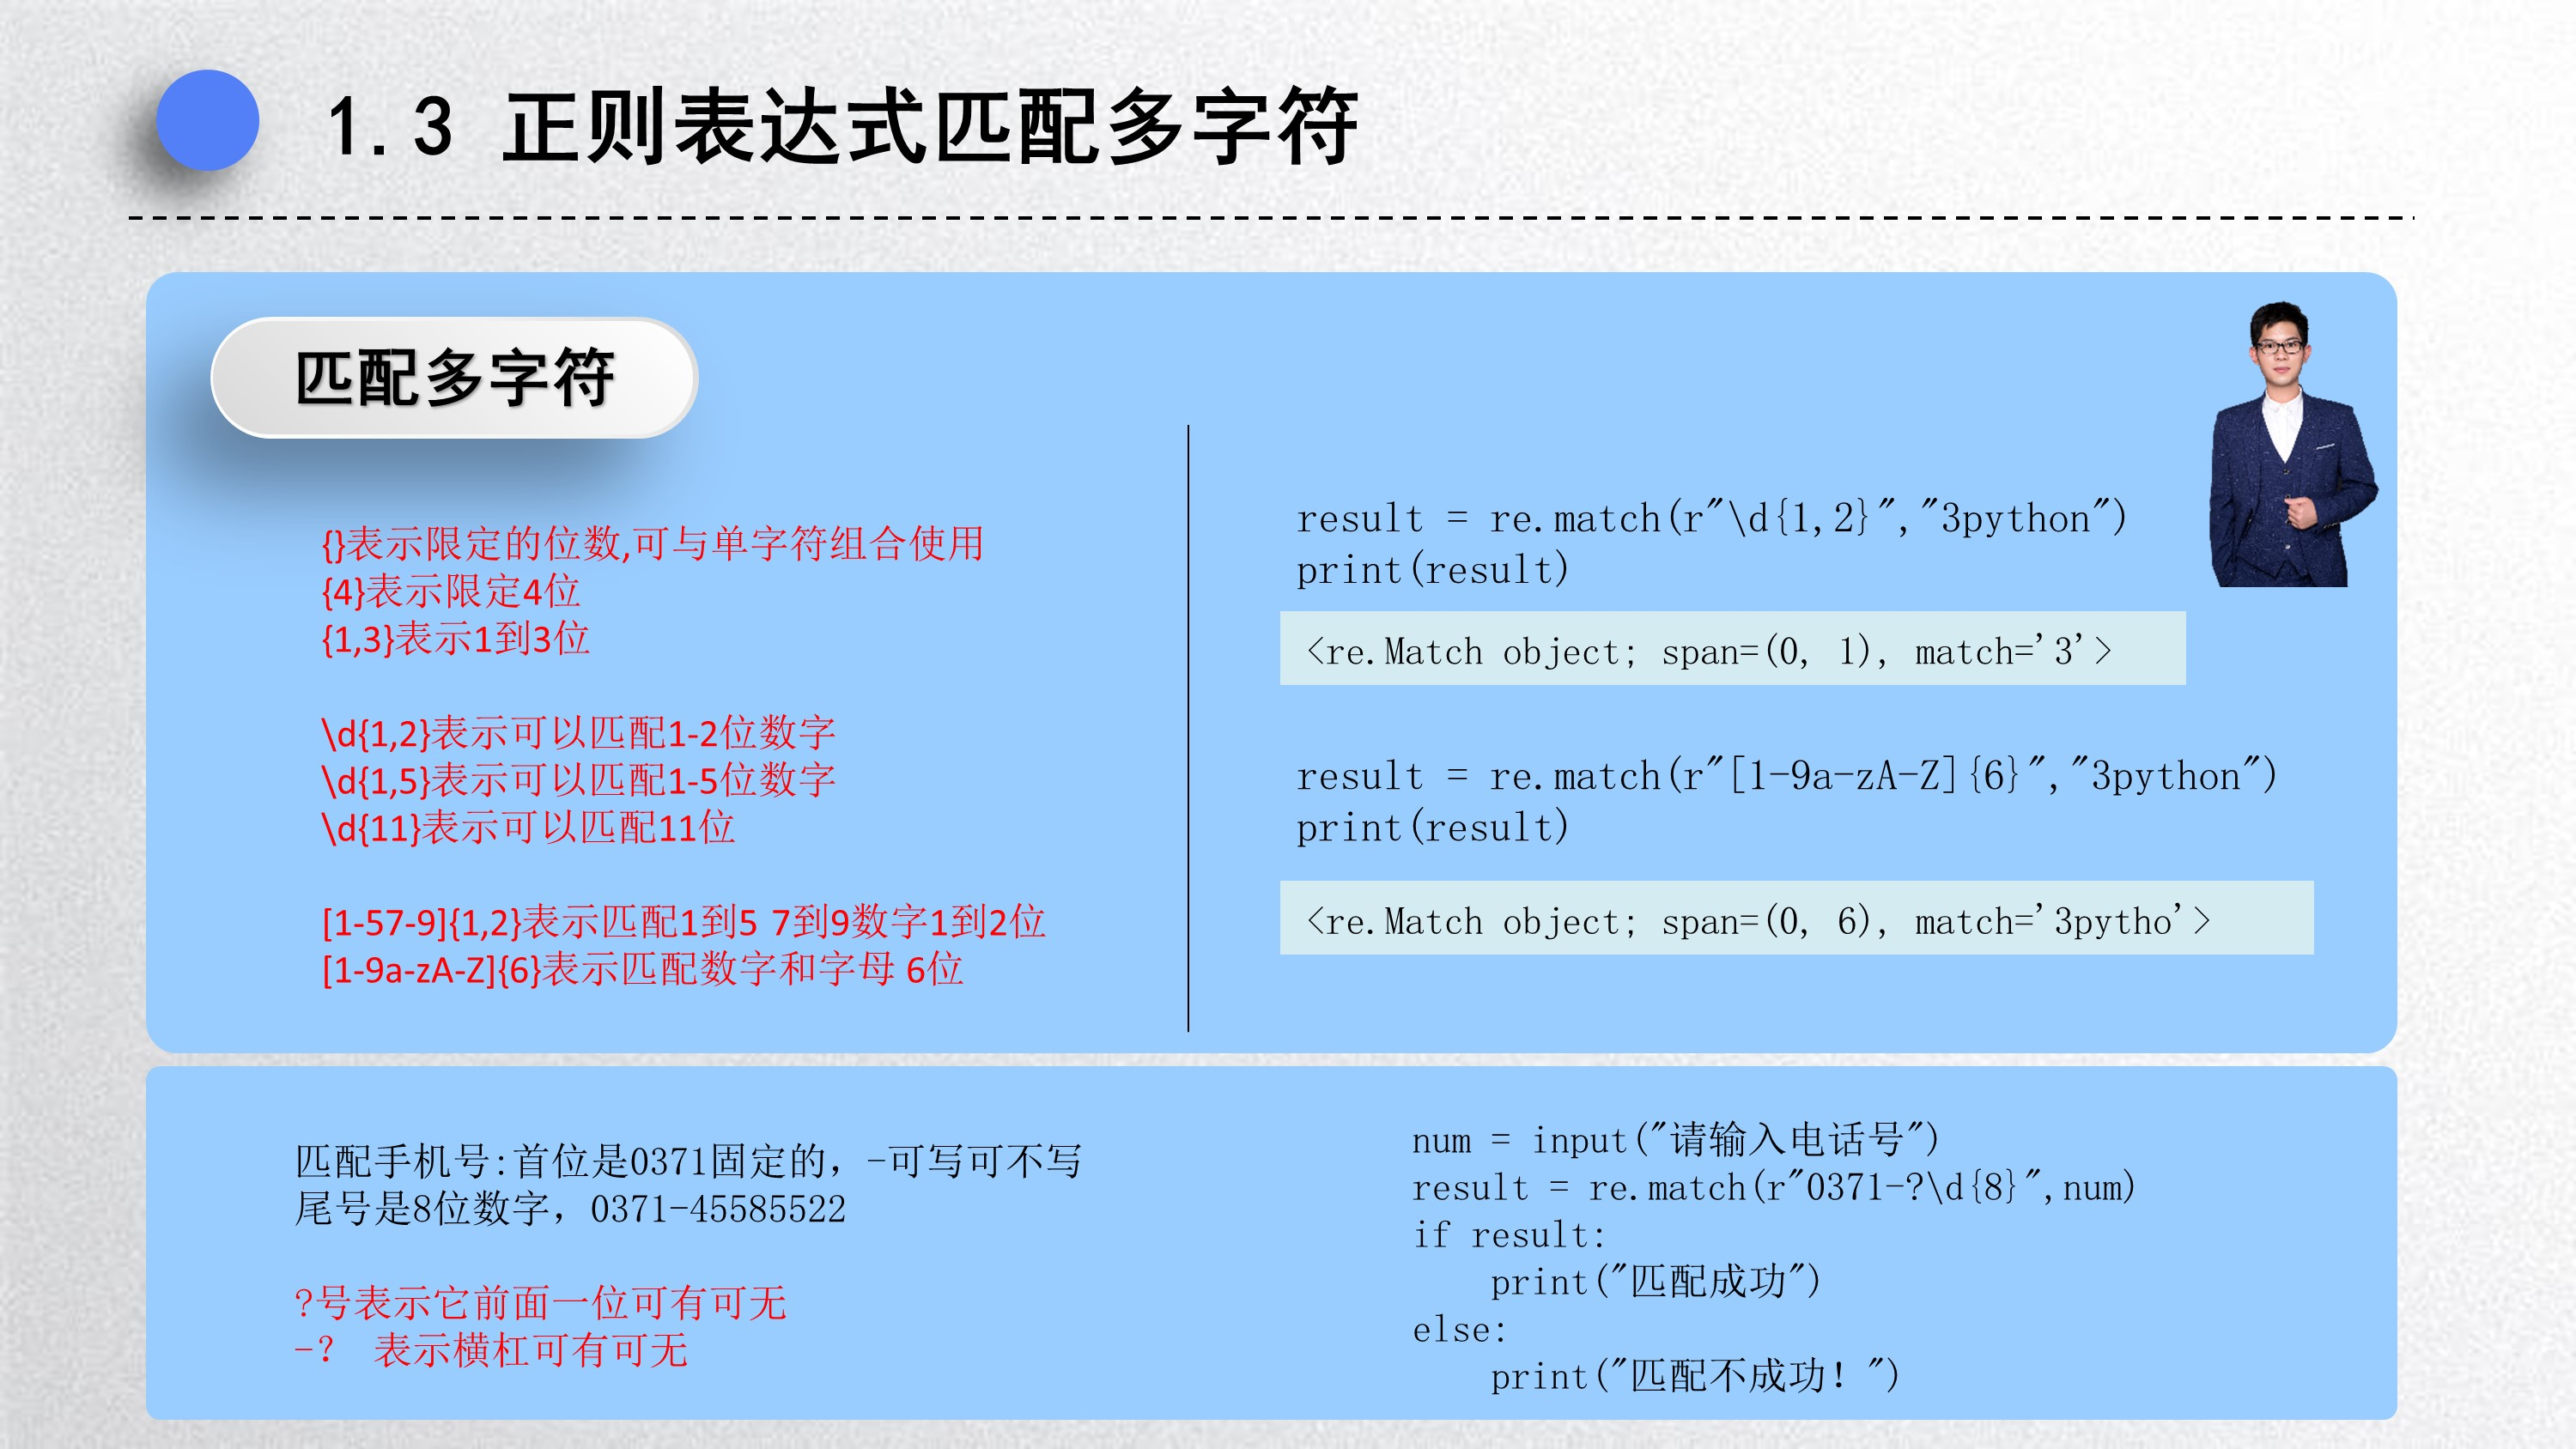 1.3 正则表达式匹配多字符
匹配多字符
{}表示限定的位数,可与单字符组合使用
{4}表示限定4位
{1,3}表示1到3位
\d{1,2}表示可以匹配1-2位数字
\d{1,5}表示可以匹配1-5位数字
\d{11}表示可以匹配11位
[1-57-9]{1,2}表示匹配1到5 7到9数字1到2位
[1-9a-zA-Z]{6}表示匹配数字和字母 6位
result = re.match(r"\d{1,2}","3python")
print(result)
<re.Match object; span=(0, 1), match='3'>
result = re.match(r"[1-9a-zA-Z]{6}","3python")
print(result)
<re.Match object; span=(0, 6), match='3pytho'>
匹配手机号:首位是0371固定的，-可写可不写
尾号是8位数字，0371-45585522
?号表示它前面一位可有可无
-？ 表示横杠可有可无
num = input("请输入电话号")
result = re.match(r"0371-?\d{8}",num)
if result:
    print("匹配成功")
else:
    print("匹配不成功！")